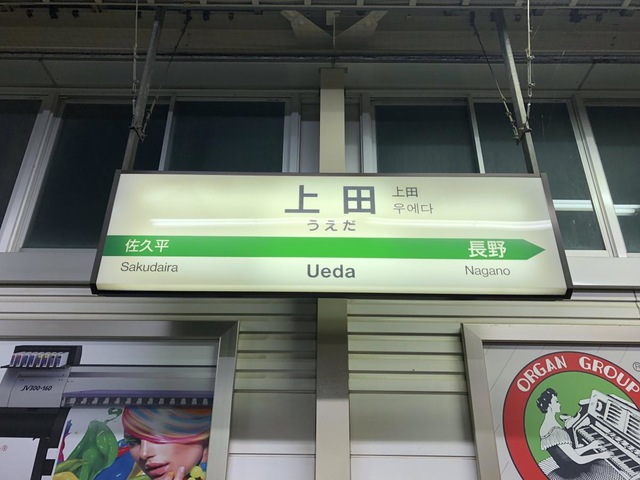 上田
上田
우에다
うえだ
佐久平
長野
Sakudaira
Ueda
Nagano
JV300-160
ORGAN GROUP
®
®